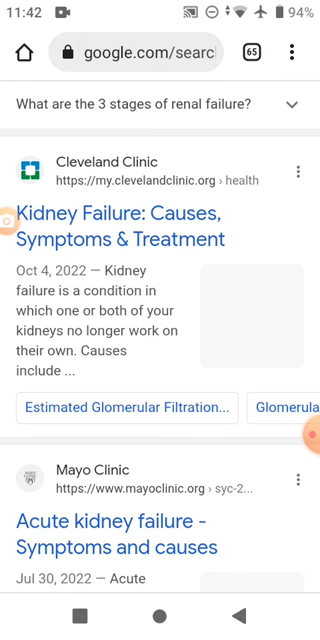 11:42
94%
google.com/searc
65
What are the 3 stages of renal failure?
Cleveland Clinic
https://my.clevelandclinic.org › health
Kidney Failure: Causes,
Symptoms & Treatment
Oct 4, 2022 — Kidney
failure is a condition in
which one or both of your
kidneys no longer work on
their own. Causes
include ...
Estimated Glomerular Filtration...
Glomerula
Mayo Clinic
https://www.mayoclinic.org › syc-2...
Acute kidney failure -
Symptoms and causes
Jul 30, 2022 — Acute